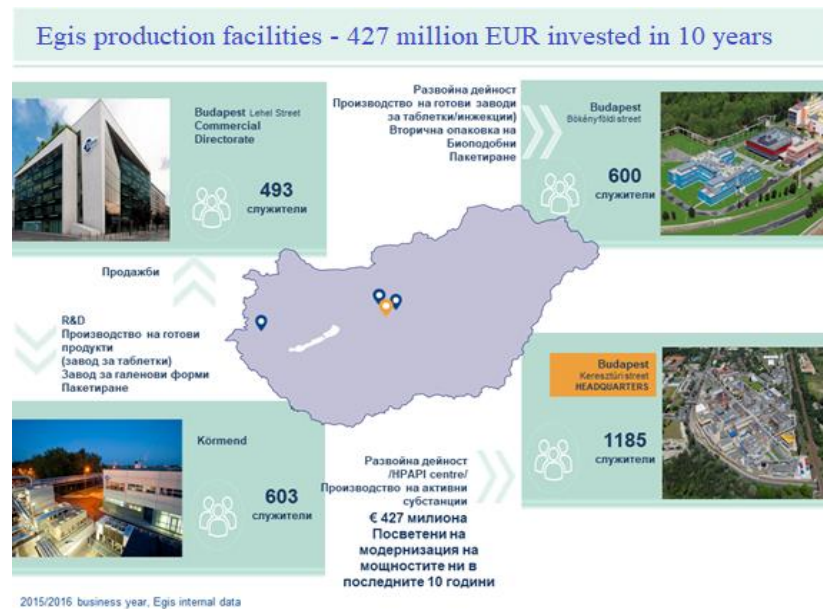 Egis production facilities - 427 million EUR invested in 10 years
Budapest Lehel Street
Commercial
Directorate
493
служители
Развойна дейност
Производство на готови заводи
за таблетки/инжекции)
Вторична опаковка на
Биоподобни
Пакетиране
Budapest
Bökényföldi street
600
служители
Продажби
R&D
Производство на готови
продукти
(завод за таблетки)
Завод за галенови форми
Пакетиране
Körmend
603
служители
Развойна дейност
/HPAPI centre/
Производство на активни
субстанции
€ 427 милиона
Посветени на
модернизация на
мощностите ни в
последните 10 години
Budapest
Keresztúri street
HEADQUARTERS
1185
служители
2015/2016 business year, Egis internal data